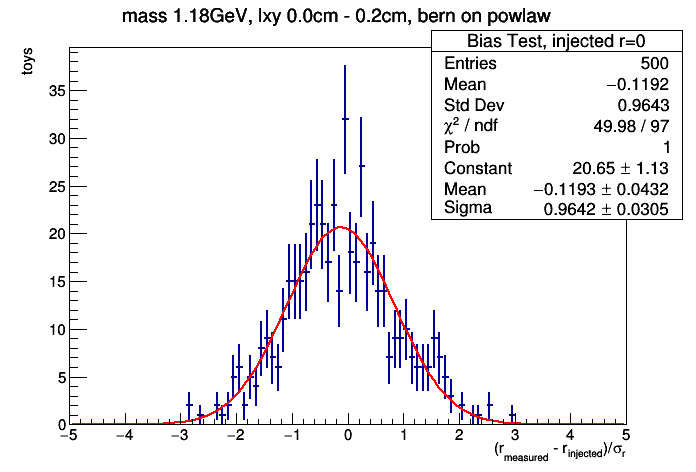 mass 1.18GeV, lxy 0.0cm - 0.2cm, bern on powlaw
Bias Test, injected r=0
Entries 500
Mean −0.1192
Std Dev 0.9643
χ² / ndf 49.98 / 97
Prob 1
Constant 20.65 ± 1.13
Mean −0.1193 ± 0.0432
Sigma 0.9642 ± 0.0305
toys
35
30
25
20
15
10
5
0
−5 −4 −3 −2 −1 0 1 2 3 4 5
(r_measured - r_injected)/σ_r